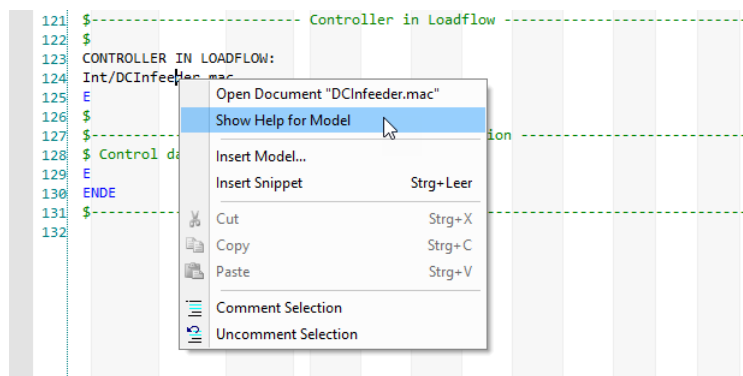 121 $------------------------- Controller in Loadflow -----------------------------
122 $
123 CONTROLLER IN LOADFLOW:
124 Int/DCInfeeder.mac
125 E
126 $
127 $------------ion -----------------------------
128 $ Control da
129 E
130 ENDE
131 $-----------------------------------------
132
Open Document "DCInfeeder.mac"
Show Help for Model
Insert Model...
Insert Snippet Strg+Leer
Cut Strg+X
Copy Strg+C
Paste Strg+V
Comment Selection
Uncomment Selection